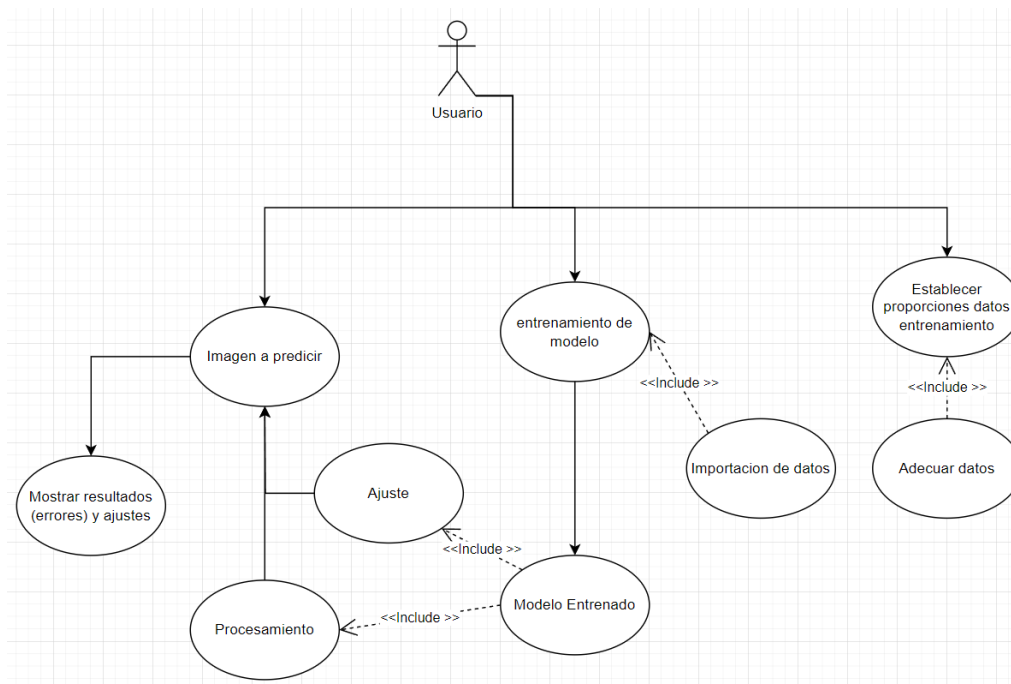 Usuario
Establecer
proporciones datos
entrenamiento
entrenamiento de
modelo
Imagen a predicir
<<Include >>
<<Include >>
Importacion de datos
Adecuar datos
Mostrar resultados
(errores) y ajustes
Ajuste
<<Include >>
Modelo Entrenado
<<Include >>
Procesamiento